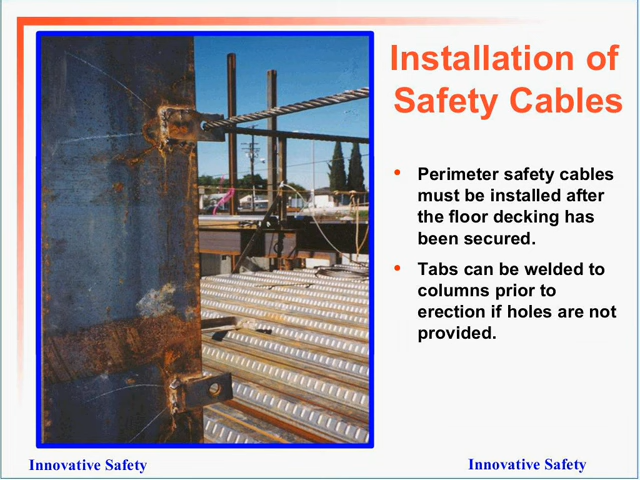 Installation of
Safety Cables
• Perimeter safety cables
must be installed after
the floor decking has
been secured.
• Tabs can be welded to
columns prior to
erection if holes are not
provided.
Innovative Safety
Innovative Safety